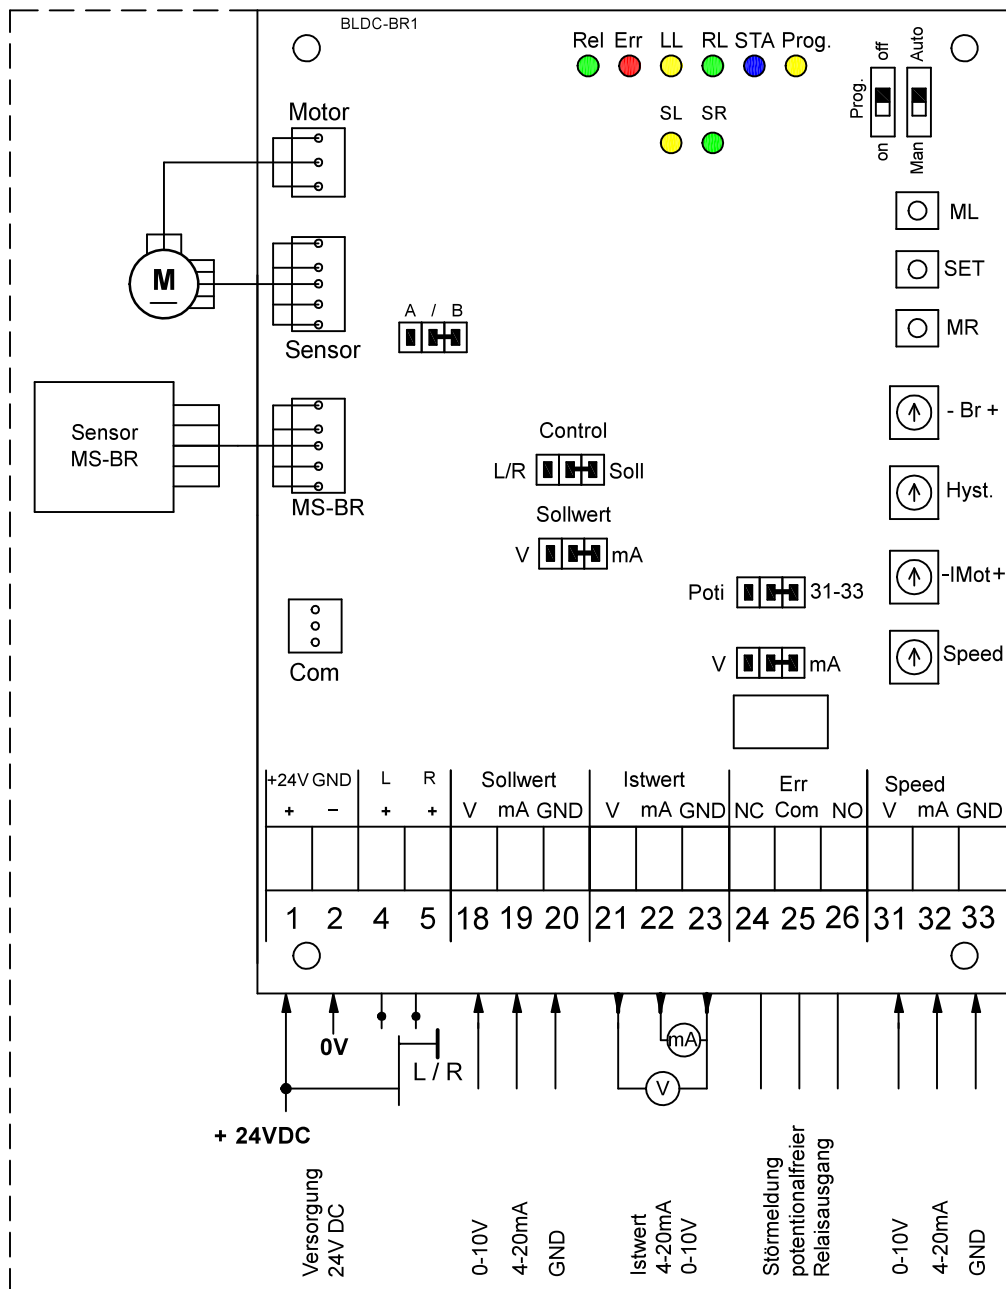 BLDC-BR1
Rel Err LL RL STA Prog.
SL SR
Prog.
off
on
Auto
Man
Motor
M
Sensor
A / B
Sensor
MS-BR
MS-BR
Com
Control
L/R Soll
Sollwert
V mA
Poti 31-33
V mA
ML
SET
MR
- Br +
Hyst.
-IMot+
Speed
+24V GND L R Sollwert Istwert Err Speed
+ – + + V mA GND V mA GND NC Com NO V mA GND
1 2 4 5 18 19 20 21 22 23 24 25 26 31 32 33
0V
L / R
mA
V
+ 24VDC
Versorgung
24V DC
0-10V
4-20mA
GND
Istwert
4-20mA
0-10V
Störmeldung
potentionalfreier
Relaisausgang
0-10V
4-20mA
GND